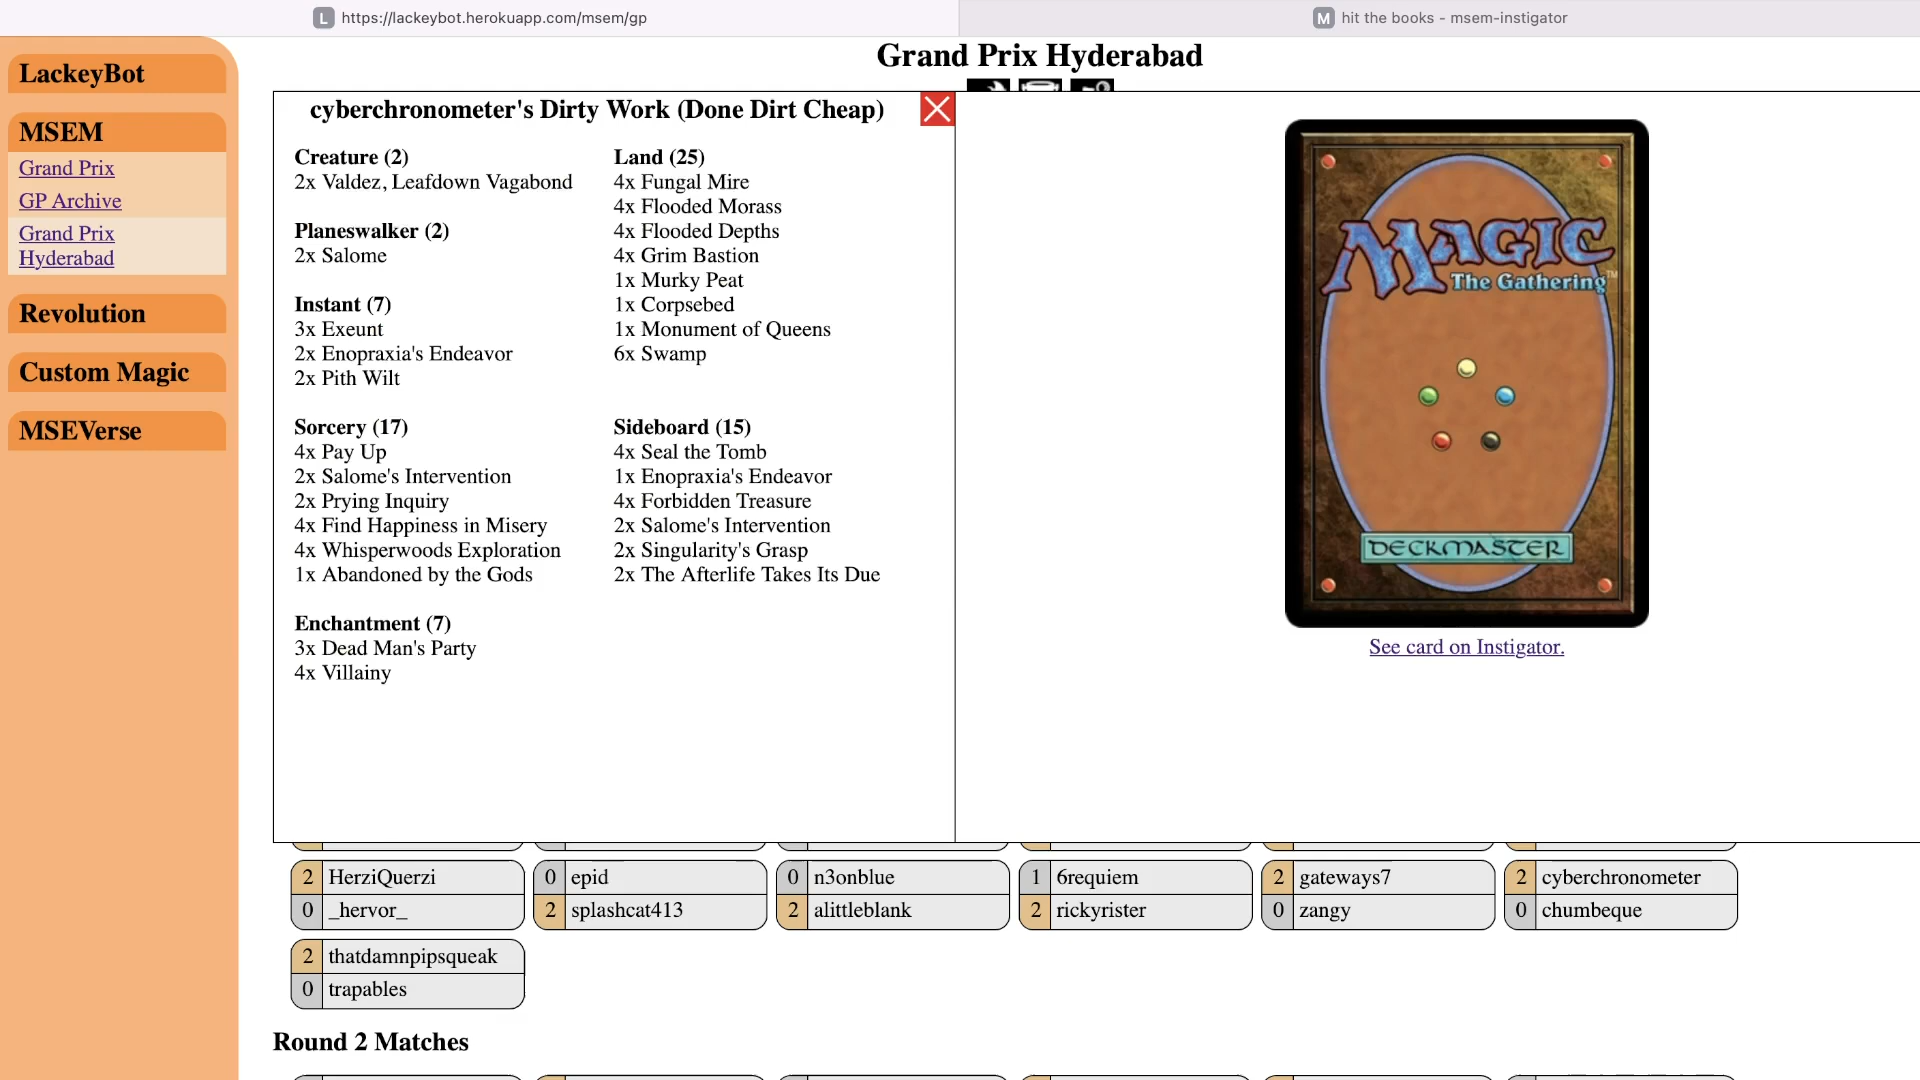 L https://lackeybot.herokuapp.com/msem/gp
M hit the books - msem-instigator
LackeyBot
MSEM
Grand Prix
GP Archive
Grand Prix
Hyderabad
Revolution
Custom Magic
MSEVerse
Grand Prix Hyderabad
cyberchronometer's Dirty Work (Done Dirt Cheap)
Creature (2)
2x Valdez, Leafdown Vagabond
Planeswalker (2)
2x Salome
Instant (7)
3x Exeunt
2x Enopraxia's Endeavor
2x Pith Wilt
Sorcery (17)
4x Pay Up
2x Salome's Intervention
2x Prying Inquiry
4x Find Happiness in Misery
4x Whisperwoods Exploration
1x Abandoned by the Gods
Enchantment (7)
3x Dead Man's Party
4x Villainy
Land (25)
4x Fungal Mire
4x Flooded Morass
4x Flooded Depths
4x Grim Bastion
1x Murky Peat
1x Corpsebed
1x Monument of Queens
6x Swamp
Sideboard (15)
4x Seal the Tomb
1x Enopraxia's Endeavor
4x Forbidden Treasure
2x Salome's Intervention
2x Singularity's Grasp
2x The Afterlife Takes Its Due
MAGIC
The Gathering™
DECKMASTER
See card on Instigator.
2 HerziQuerzi
0 _hervor_
0 epid
2 splashcat413
0 n3onblue
2 alittleblank
1 6requiem
2 rickyrister
2 gateways7
0 zangy
2 cyberchronometer
0 chumbeque
2 thatdamnpipsqueak
0 trapables
Round 2 Matches